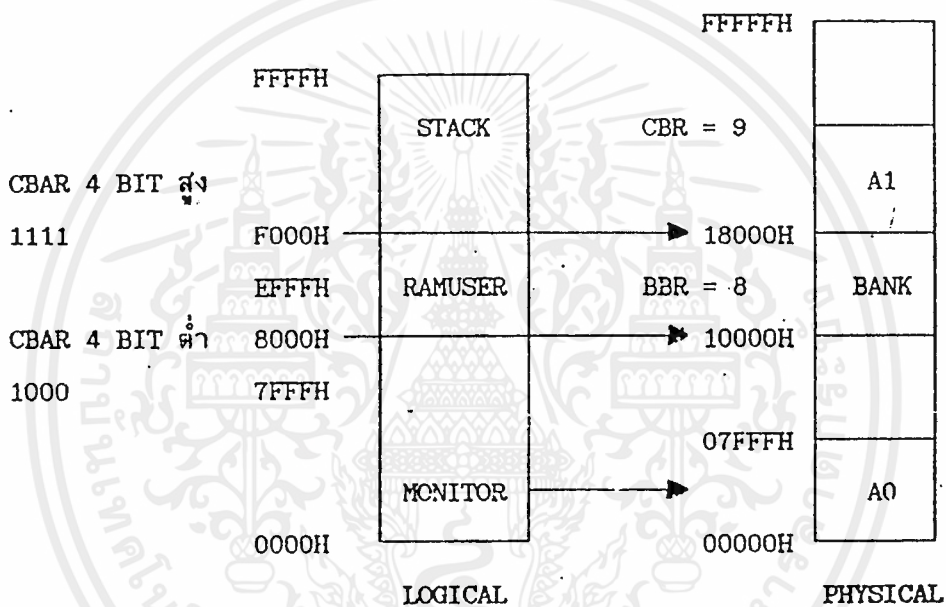 FFFFFH
FFFFH
STACK CBR = 9
CBAR 4 BIT สูง A1
1111 F000H 18000H
EFFFH RAMUSER BBR = 8 BANK
CBAR 4 BIT ต่ำ 8000H 10000H
1000 7FFFH
07FFFH
MONITOR A0
0000H 00000H
LOGICAL PHYSICAL